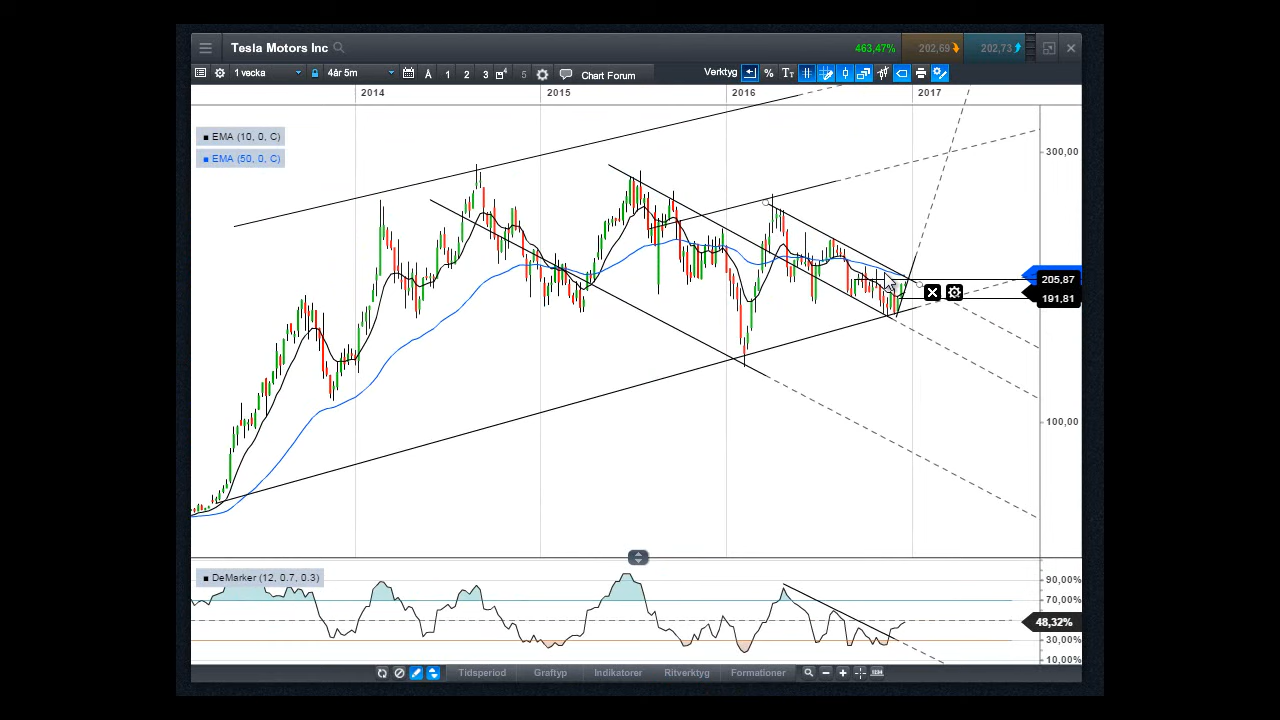 Tesla Motors Inc
463,47%
202,69
202,73
1 vecka
4år 5m
1
2
3
5
Chart Forum
Verktyg
%
2014
2015
2016
2017
EMA (10, 0, C)
EMA (50, 0, C)
300,00
205,87
191,81
100,00
DeMarker (12, 0.7, 0.3)
90,00%
70,00%
48,32%
30,00%
10,00%
Tidsperiod
Graftyp
Indikatorer
Ritverktyg
Formationer